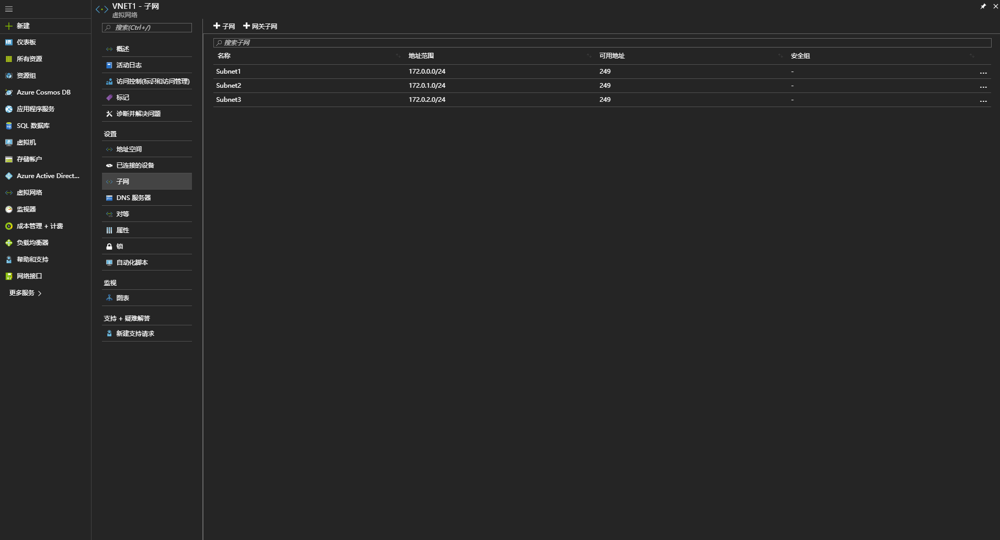 VNET1 - 子网
虚拟网络
新建
仪表板
所有资源
资源组
Azure Cosmos DB
应用程序服务
SQL 数据库
虚拟机
存储帐户
Azure Active Direct...
虚拟网络
监视器
成本管理 + 计费
负载均衡器
帮助和支持
网络接口
更多服务
搜索(Ctrl+/)
概述
活动日志
访问控制(标识和访问管理)
标记
诊断并解决问题
设置
地址空间
已连接的设备
子网
DNS 服务器
对等
属性
锁
自动化脚本
监视
图表
支持 + 疑难解答
新建支持请求
子网 网关子网
搜索子网
名称 地址范围 可用地址 安全组
Subnet1 172.0.0.0/24 249 - ...
Subnet2 172.0.1.0/24 249 - ...
Subnet3 172.0.2.0/24 249 - ...